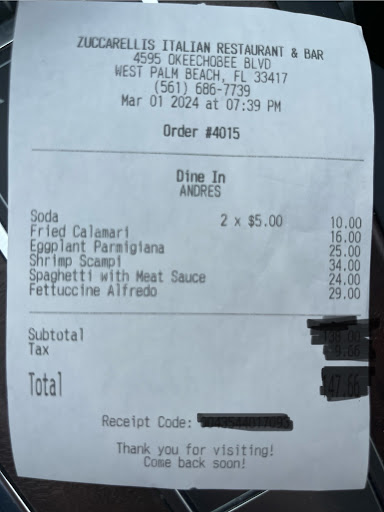 ZUCCARELLIS ITALIAN RESTAURANT & BAR
4595 OKEECHOBEE BLVD
WEST PALM BEACH, FL 33417
(561) 686-7739
Mar 01 2024 at 07:39 PM
Order #4015
Dine In
ANDRES
Soda 2 x $5.00 10.00
Fried Calamari 16.00
Eggplant Parmigiana 25.00
Shrimp Scampi 34.00
Spaghetti with Meat Sauce 24.00
Fettuccine Alfredo 29.00
Subtotal
Tax
Total
Receipt Code:
Thank you for visiting!
Come back soon!